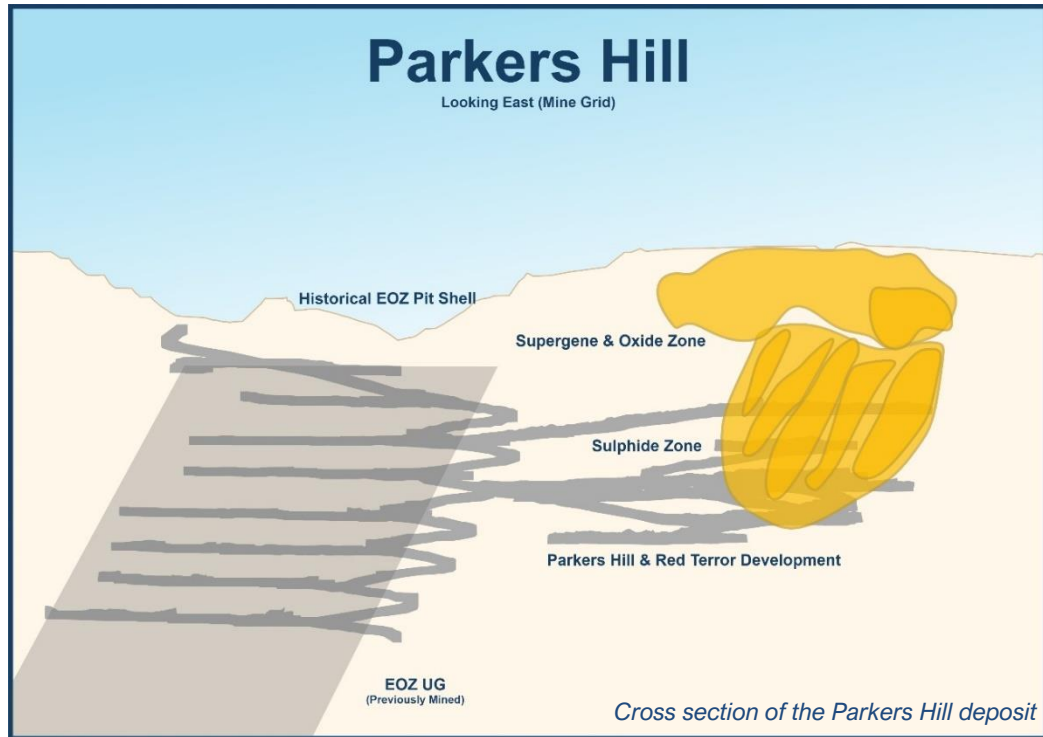 Parkers Hill
Looking East (Mine Grid)
Historical EOZ Pit Shell
Supergene & Oxide Zone
Sulphide Zone
Parkers Hill & Red Terror Development
EOZ UG
(Previously Mined)
Cross section of the Parkers Hill deposit